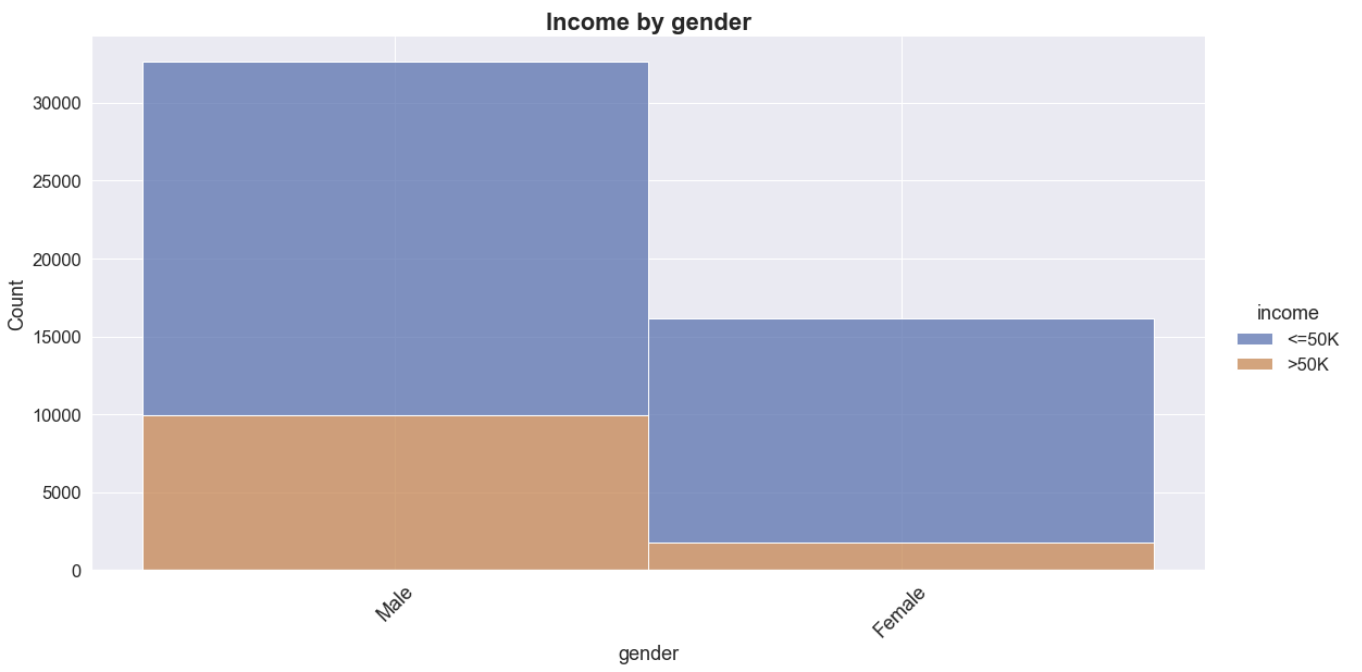 Income by gender
30000
25000
20000
15000
10000
5000
0
Count
Male
Female
gender
income
<=50K
>50K